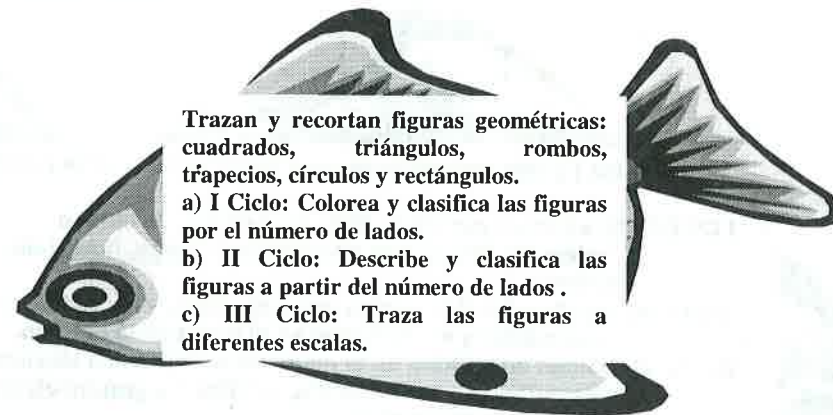 Trazan y recortan figuras geométricas:
cuadrados, triángulos, rombos,
trapecios, círculos y rectángulos.
a) I Ciclo: Colorea y clasifica las figuras
por el número de lados.
b) II Ciclo: Describe y clasifica las
figuras a partir del número de lados .
c) III Ciclo: Traza las figuras a
diferentes escalas.